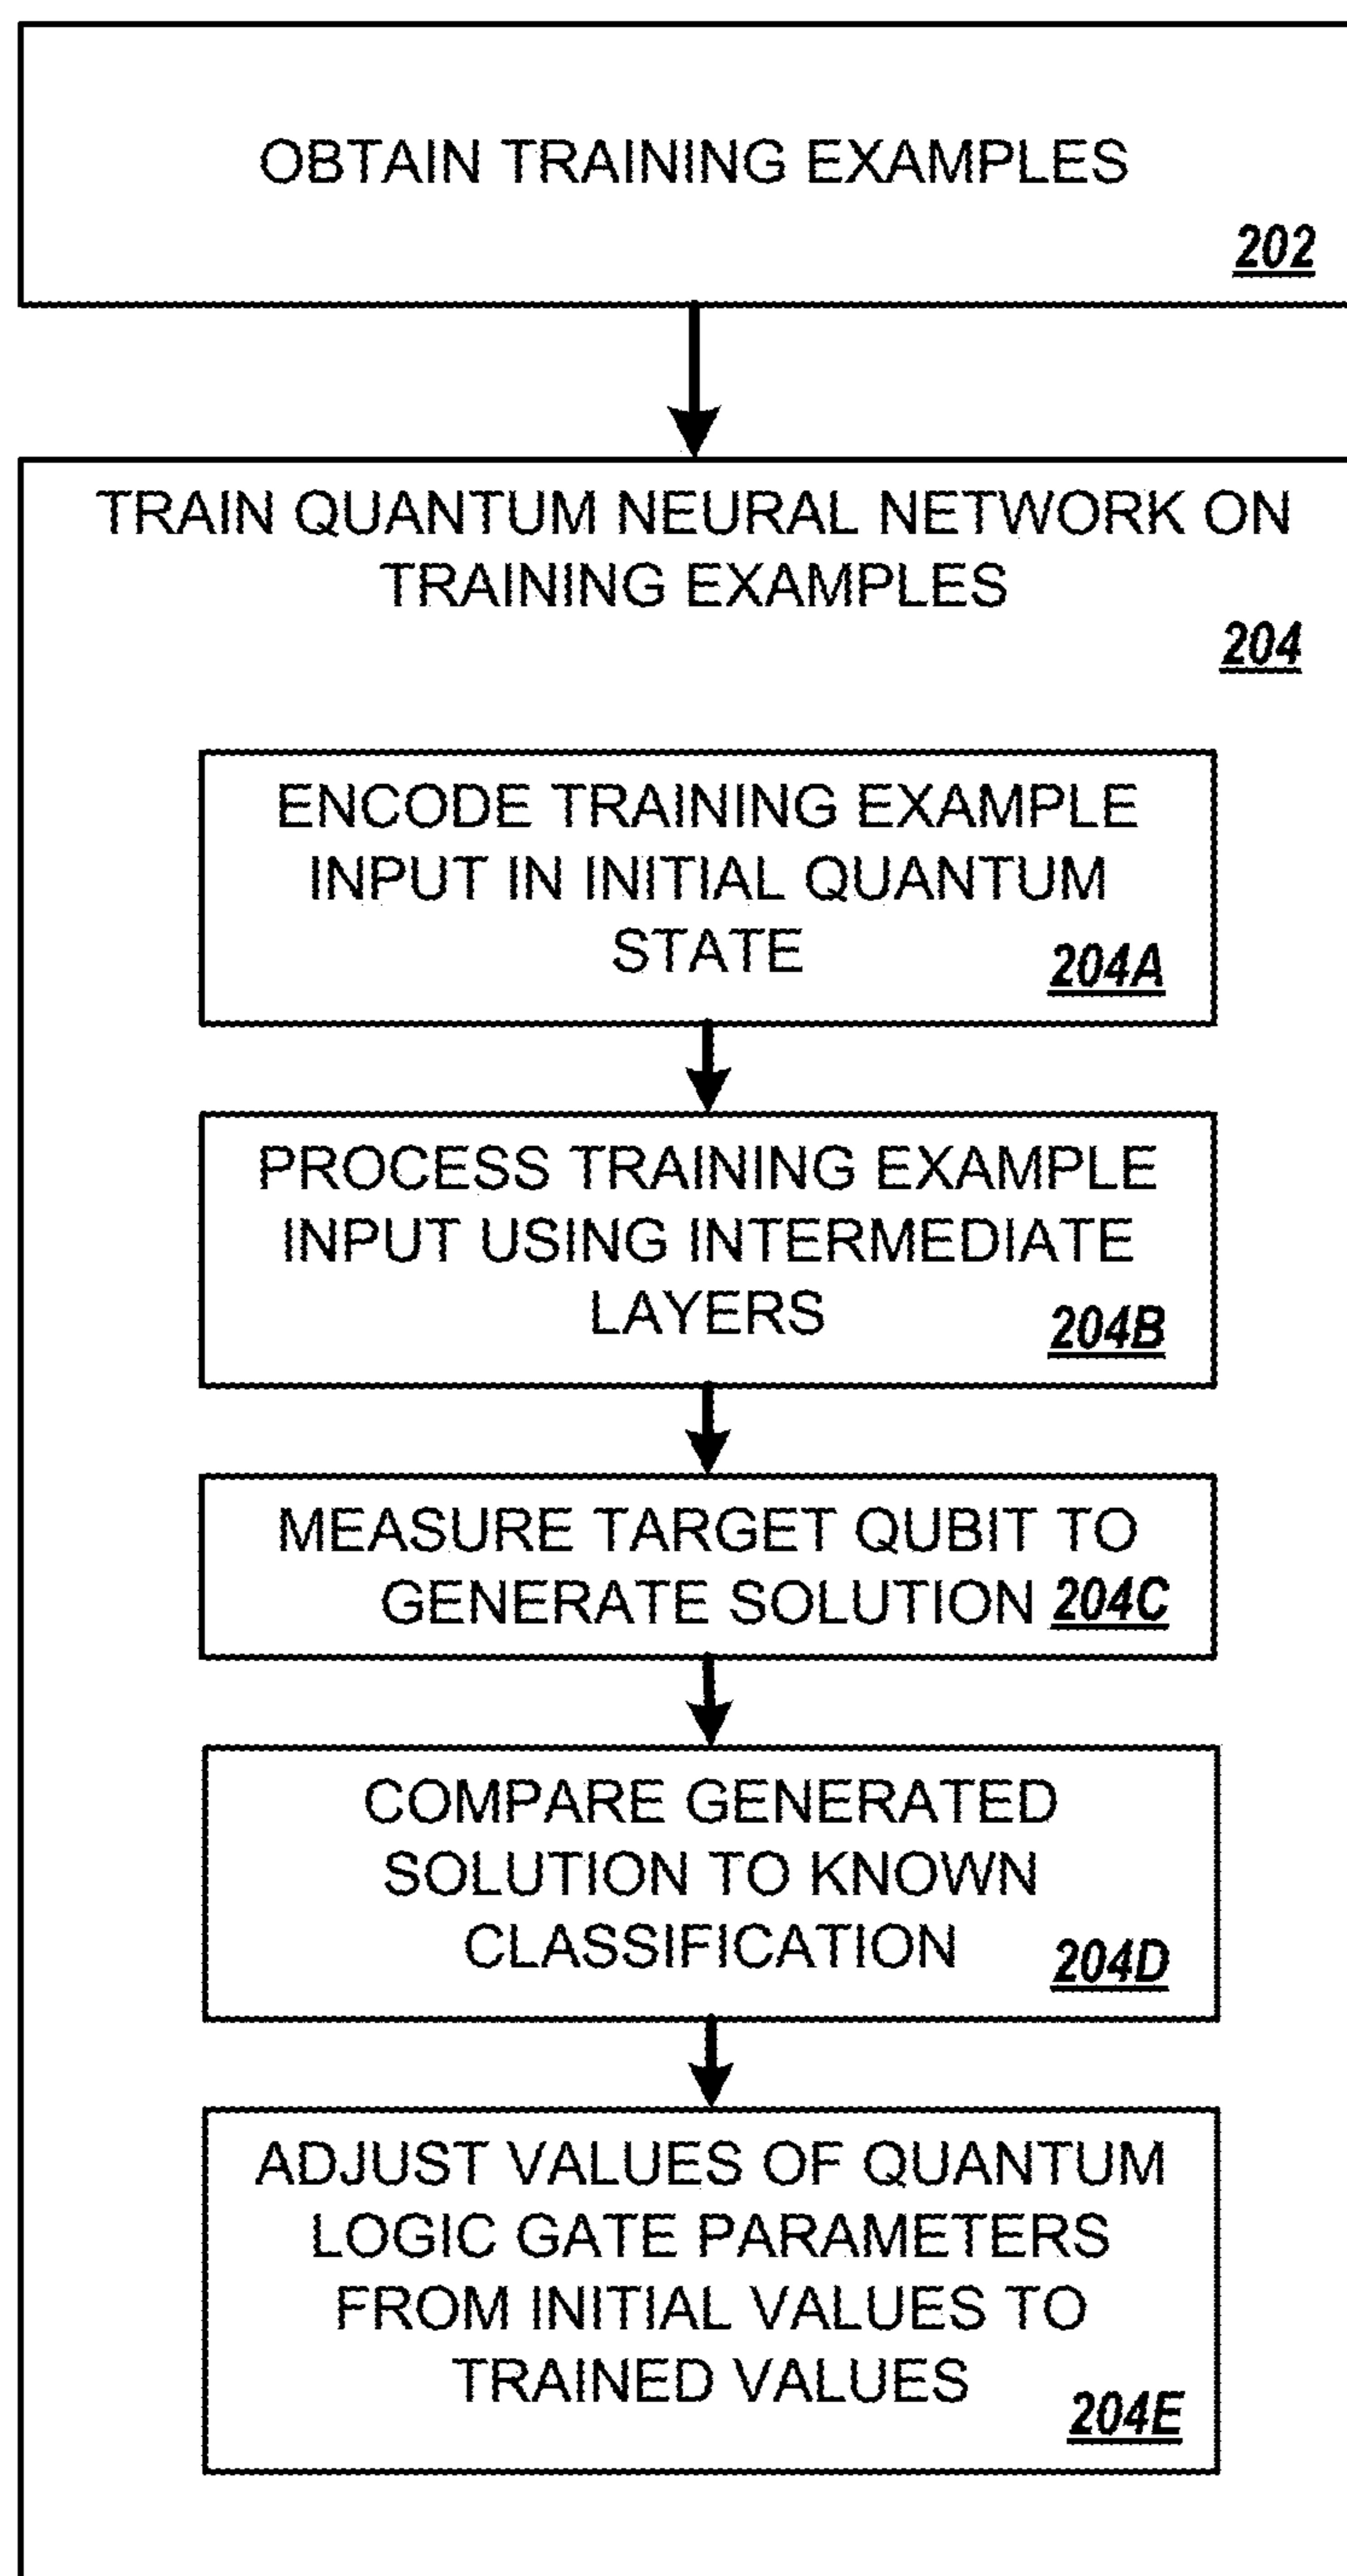 OBTAIN TRAINING EXAMPLES
202
TRAIN QUANTUM NEURAL NETWORK ON
TRAINING EXAMPLES
204
ENCODE TRAINING EXAMPLE
INPUT IN INITIAL QUANTUM
STATE 204A
PROCESS TRAINING EXAMPLE
INPUT USING INTERMEDIATE
LAYERS 204B
MEASURE TARGET QUBIT TO
GENERATE SOLUTION 204C
COMPARE GENERATED
SOLUTION TO KNOWN
CLASSIFICATION 204D
ADJUST VALUES OF QUANTUM
LOGIC GATE PARAMETERS
FROM INITIAL VALUES TO
TRAINED VALUES
204E